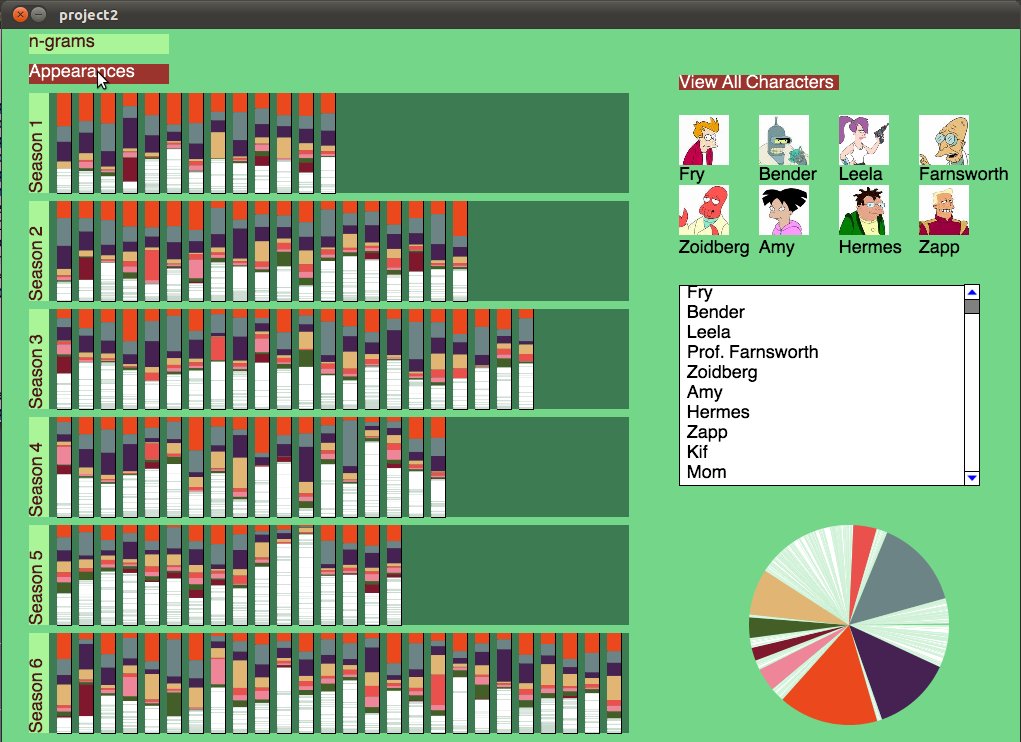 project2
n-grams
Appearances
View All Characters
Season 1
Season 2
Season 3
Season 4
Season 5
Season 6
Fry Bender Leela Farnsworth
Zoidberg Amy Hermes Zapp
Fry
Bender
Leela
Prof. Farnsworth
Zoidberg
Amy
Hermes
Zapp
Kif
Mom